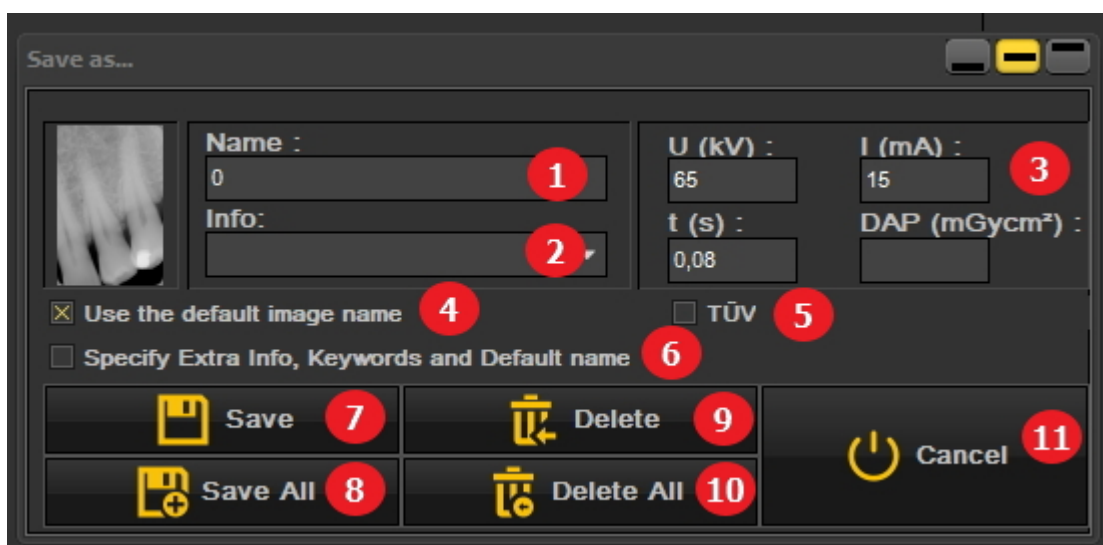 Save as...
Name :
0
1
Info:
2
U (kV) :
65
I (mA) :
15
3
t (s) :
0,08
DAP (mGycm²) :
Use the default image name
4
TŪV
5
Specify Extra Info, Keywords and Default name
6
Save
7
Delete
9
Cancel
11
Save All
8
Delete All
10